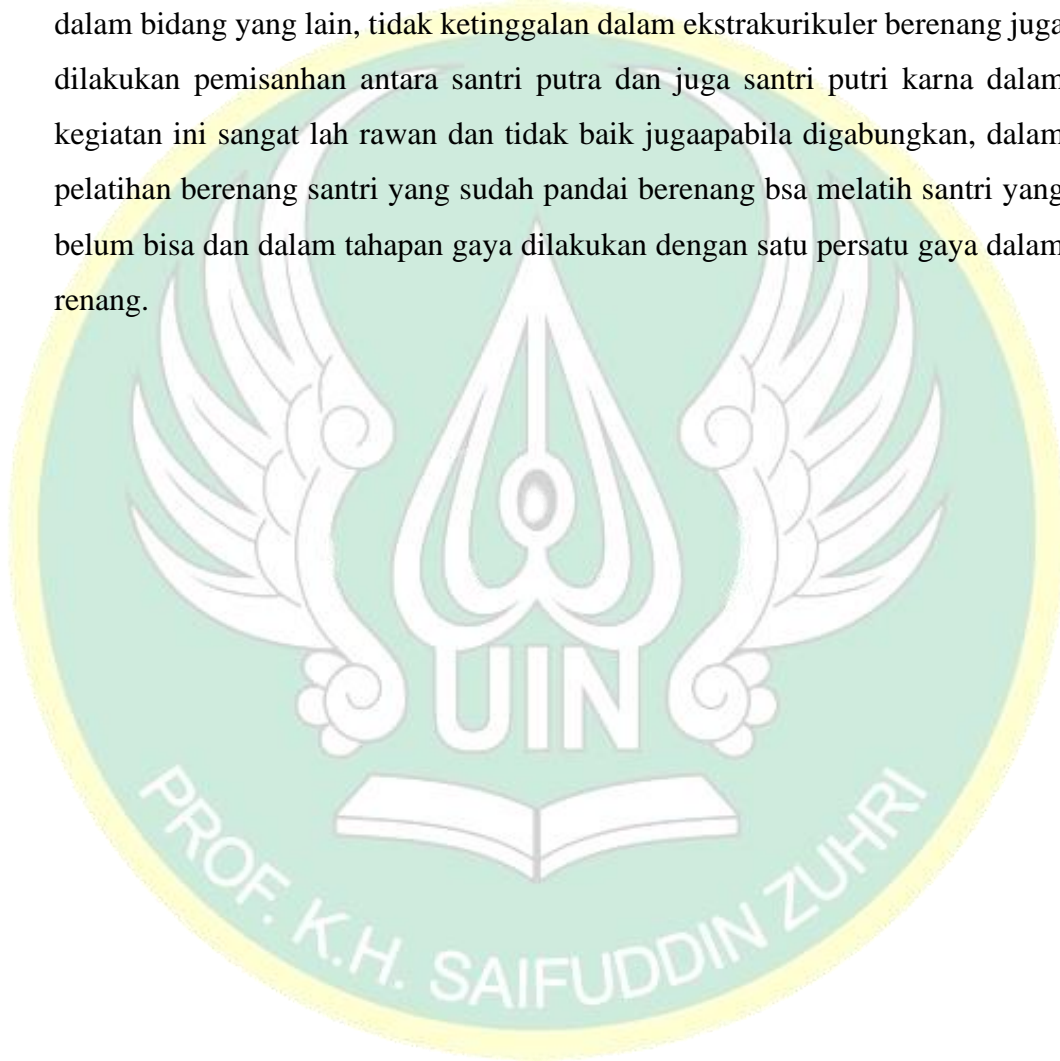 dalam bidang yang lain, tidak ketinggalan dalam ekstrakurikuler berenang juga
dilakukan pemisanhan antara santri putra dan juga santri putri karna dalam
kegiatan ini sangat lah rawan dan tidak baik jugaapabila digabungkan, dalam
pelatihan berenang santri yang sudah pandai berenang bsa melatih santri yang
belum bisa dan dalam tahapan gaya dilakukan dengan satu persatu gaya dalam
renang.
UIN
PROF. K.H. SAIFUDDIN ZUHRI